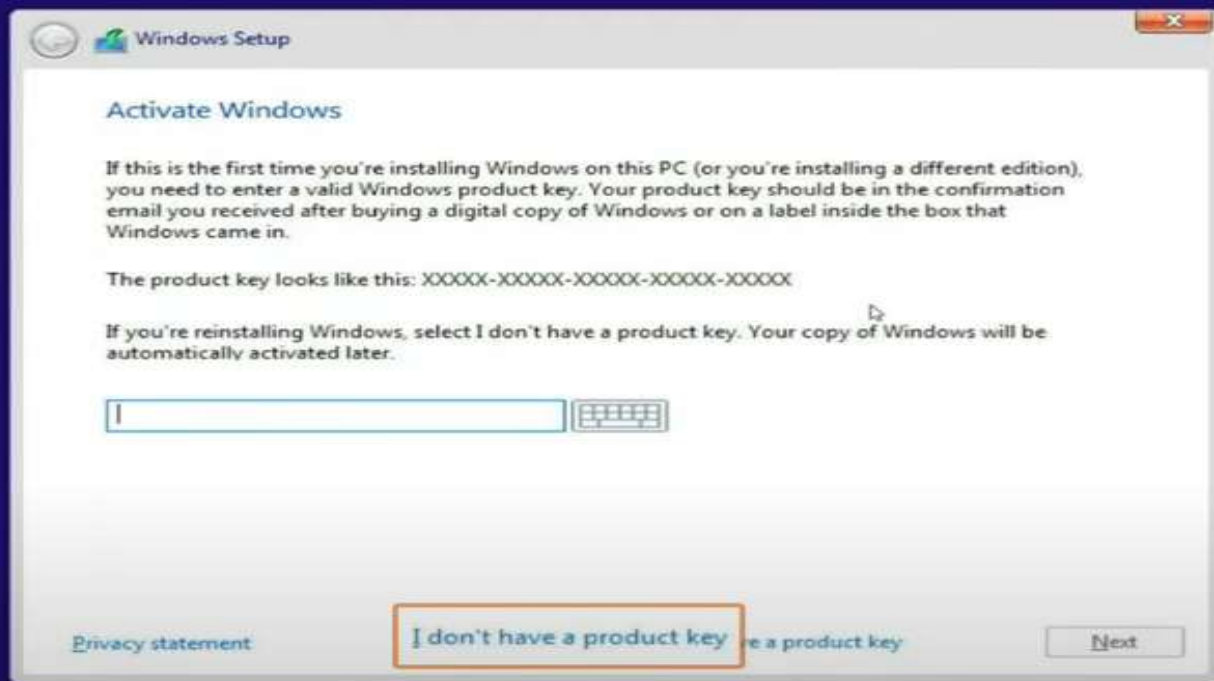 Windows Setup
Activate Windows
If this is the first time you're installing Windows on this PC (or you're installing a different edition),
you need to enter a valid Windows product key. Your product key should be in the confirmation
email you received after buying a digital copy of Windows or on a label inside the box that
Windows came in.
The product key looks like this: XXXXX-XXXXX-XXXXX-XXXXX-XXXXX
If you're reinstalling Windows, select I don't have a product key. Your copy of Windows will be
automatically activated later.
Privacy statement I don't have a product key a product key Next